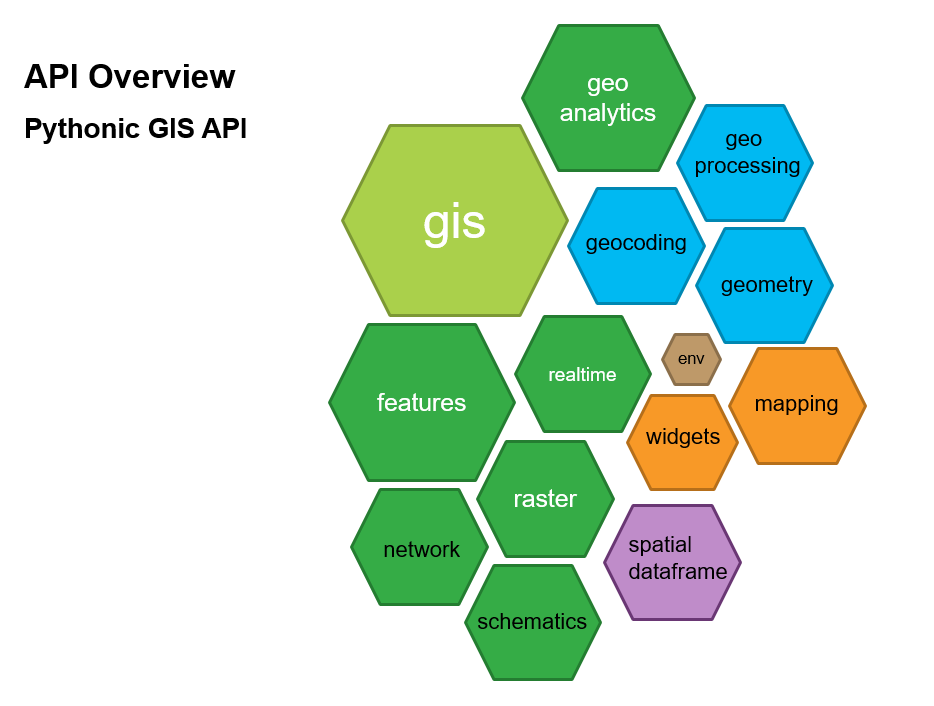 API Overview
Pythonic GIS API
geo
analytics
geo
processing
gis
geocoding
geometry
env
realtime
features
mapping
widgets
raster
network
spatial
dataframe
schematics